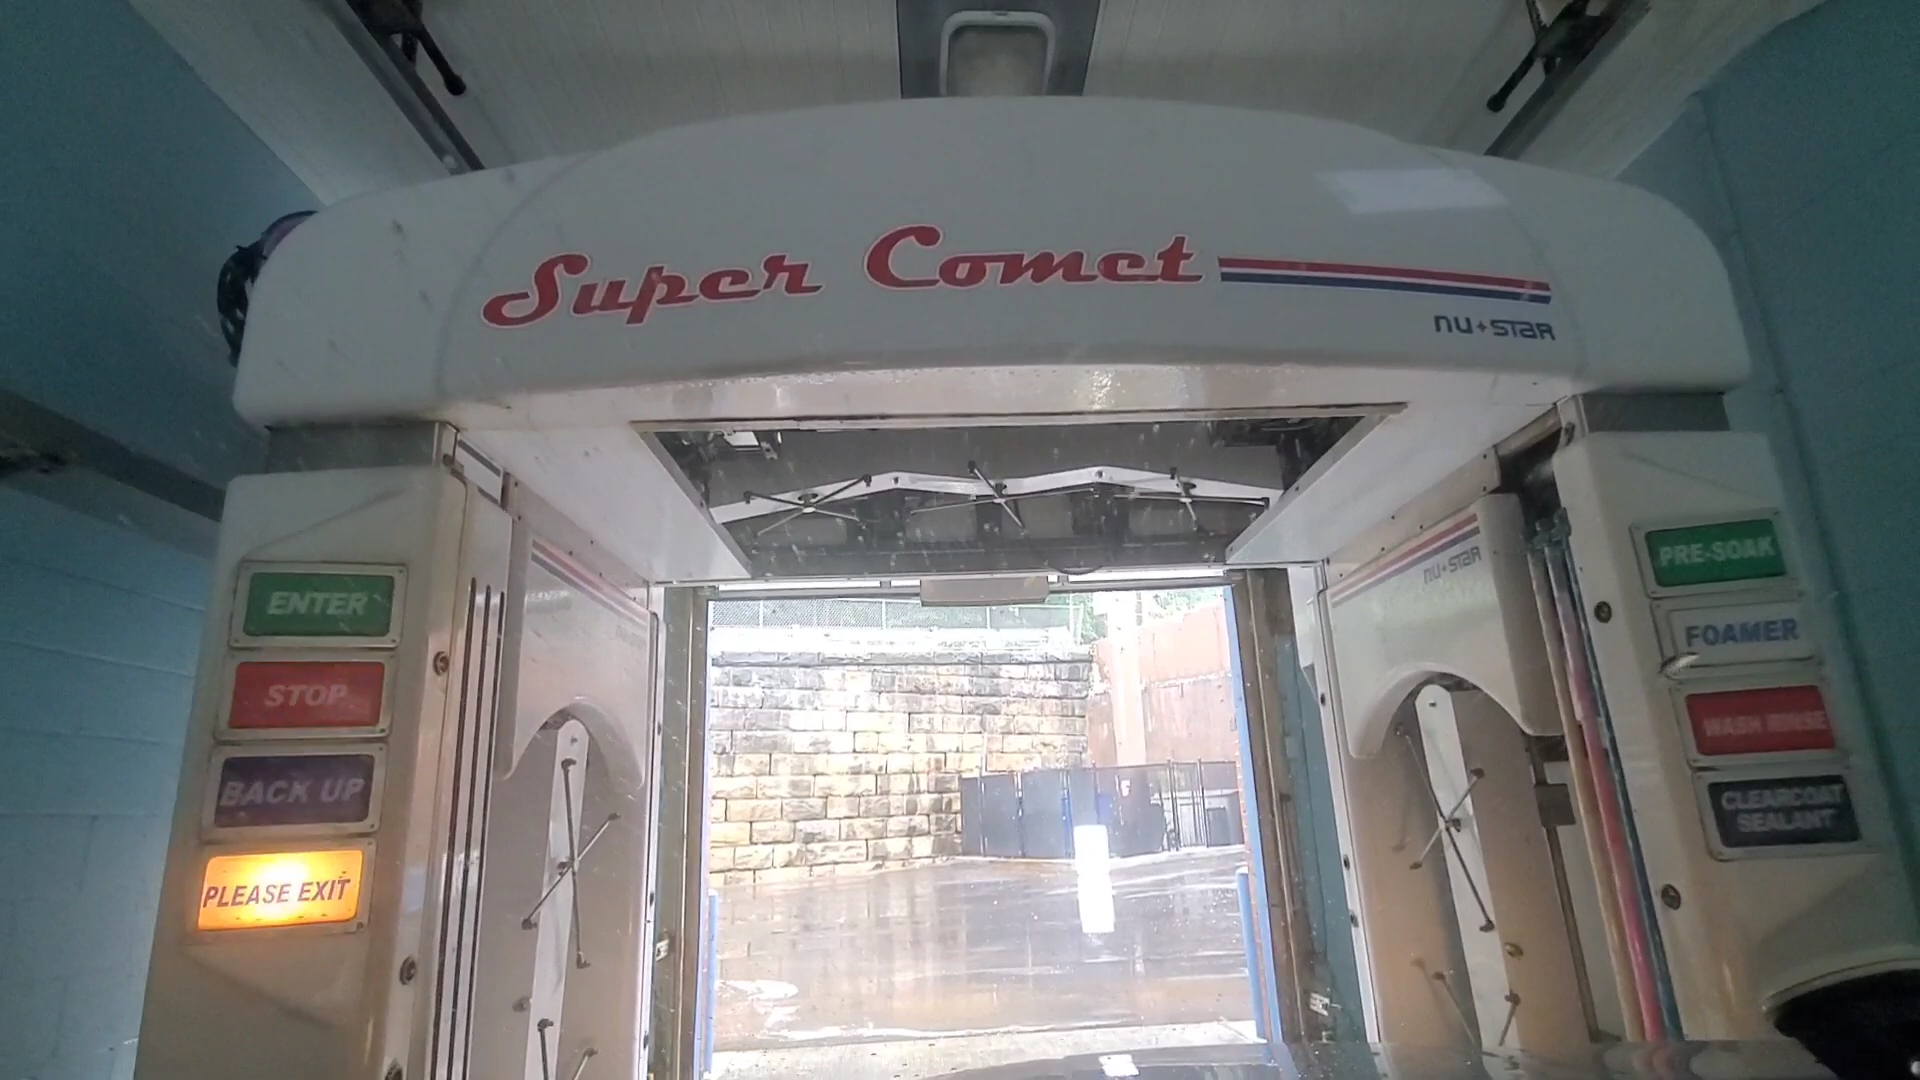 Super Comet
nu+star
nu+star
ENTER
STOP
BACK UP
PLEASE EXIT
PRE-SOAK
FOAMER
WASH RINSE
CLEARCOAT
SEALANT